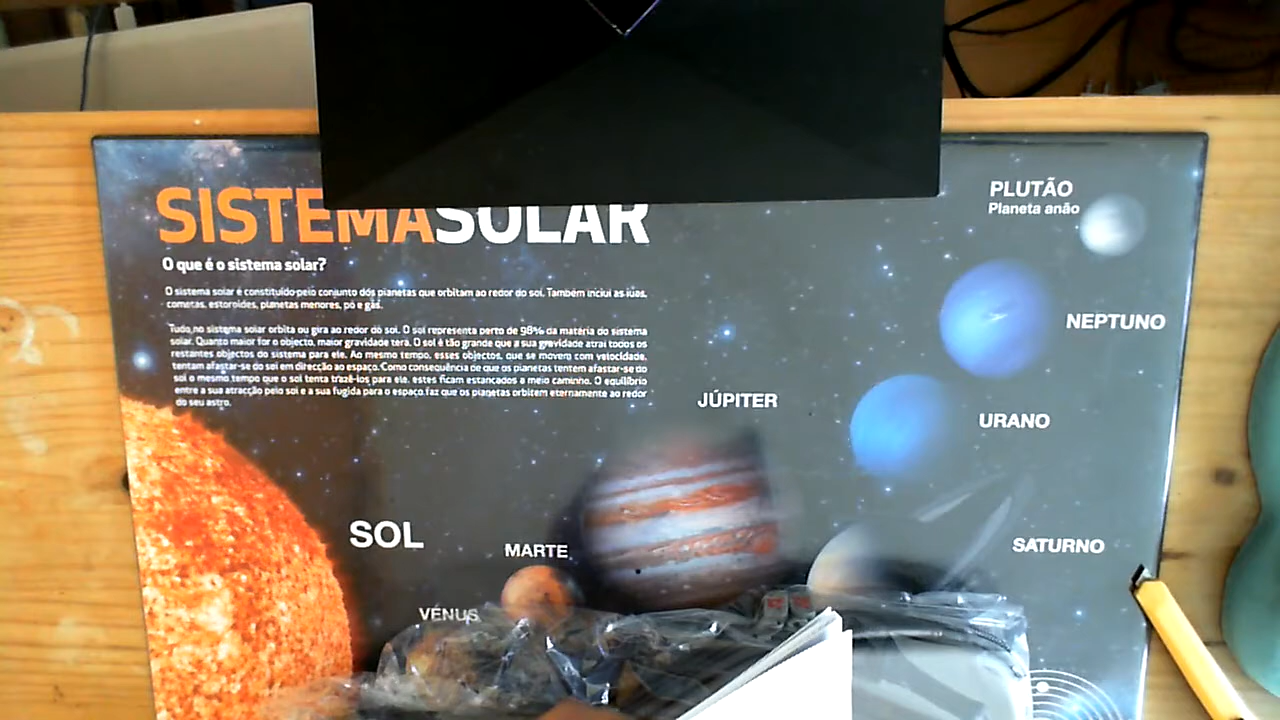 SISTEMASOLAR
O que é o sistema solar?
O sistema solar é constituído pelo conjunto dos planetas que orbitam ao redor do sol. Também inclui as luas,
cometas, esteroides, planetas menores, pó e gás.
Tudo no sistema solar orbita ou gira ao redor do sol. O sol representa perto de 98% da matéria do sistema
solar. Quanto maior for o objecto, maior gravidade terá. O sol é tão grande que a sua gravidade atrai todos os
restantes objectos do sistema para ele. Ao mesmo tempo, esses objectos, que se movem com velocidade,
tentam afastar-se do sol em direcção ao espaço. Como consequência de que os planetas tentem afastar-se do
sol o mesmo tempo que o sol tenta trazê-los para ele, estes ficam estancados a meio caminho. O equilíbrio
entre a sua atracção pelo sol e a sua fugida para o espaço faz que os planetas orbitem eternamente ao redor
do seu astro.
PLUTÃO
Planeta anão
NEPTUNO
JÚPITER
URANO
SOL
MARTE
SATURNO
VÉNUS